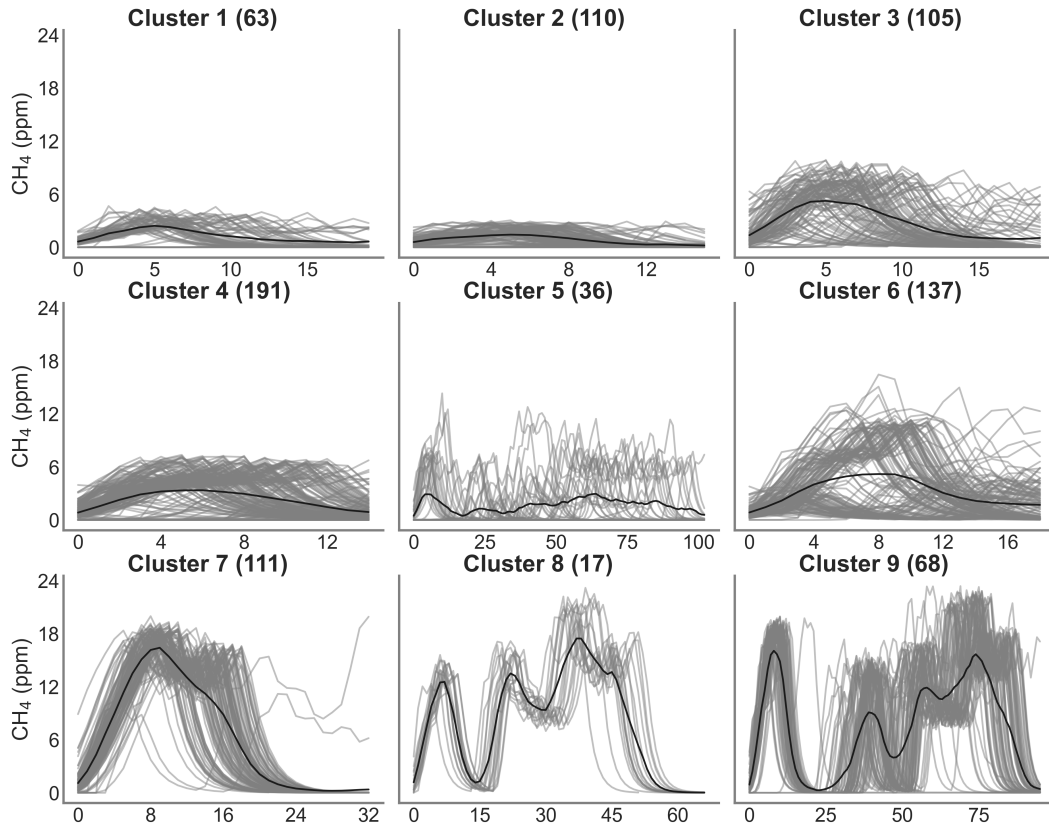 Cluster 1 (63) Cluster 2 (110) Cluster 3 (105)
24
18
12
6
0
CH₄ (ppm)
0 5 10 15 0 4 8 12 0 5 10 15
Cluster 4 (191) Cluster 5 (36) Cluster 6 (137)
24
18
12
6
0
CH₄ (ppm)
0 4 8 12 0 25 50 75 100 0 4 8 12 16
Cluster 7 (111) Cluster 8 (17) Cluster 9 (68)
24
18
12
6
0
CH₄ (ppm)
0 8 16 24 32 0 15 30 45 60 0 25 50 75